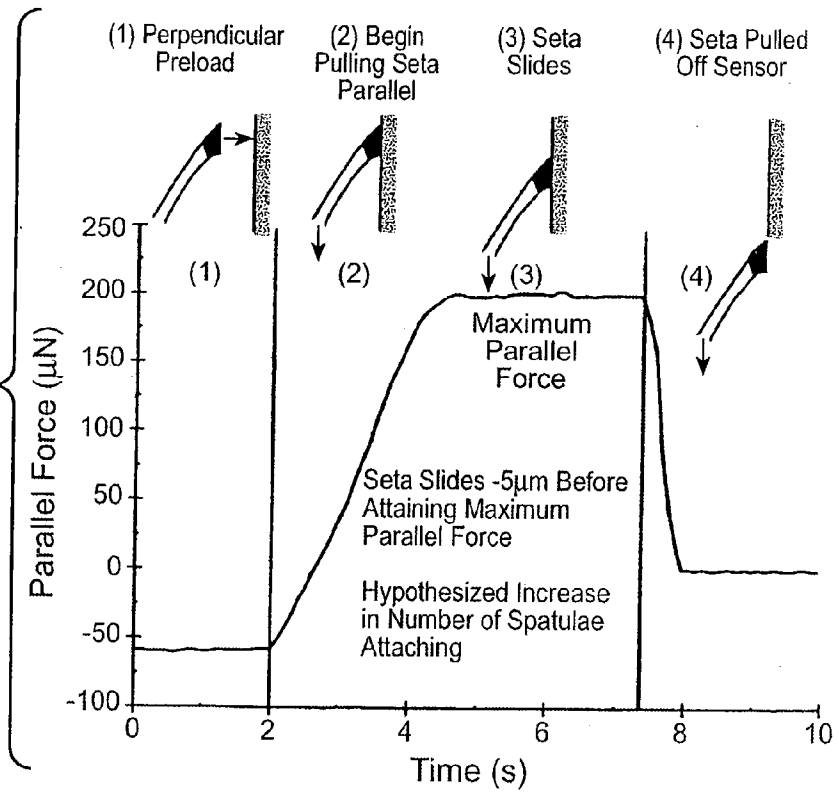 (1) Perpendicular
Preload
(2) Begin
Pulling Seta
Parallel
(3) Seta
Slides
(4) Seta Pulled
Off Sensor
(1)
(2)
(3)
(4)
Maximum
Parallel
Force
Seta Slides -5μm Before
Attaining Maximum
Parallel Force
Hypothesized Increase
in Number of Spatulae
Attaching
Parallel Force (μN)
250
200
150
100
50
0
-50
-100
0
2
4
6
8
10
Time (s)